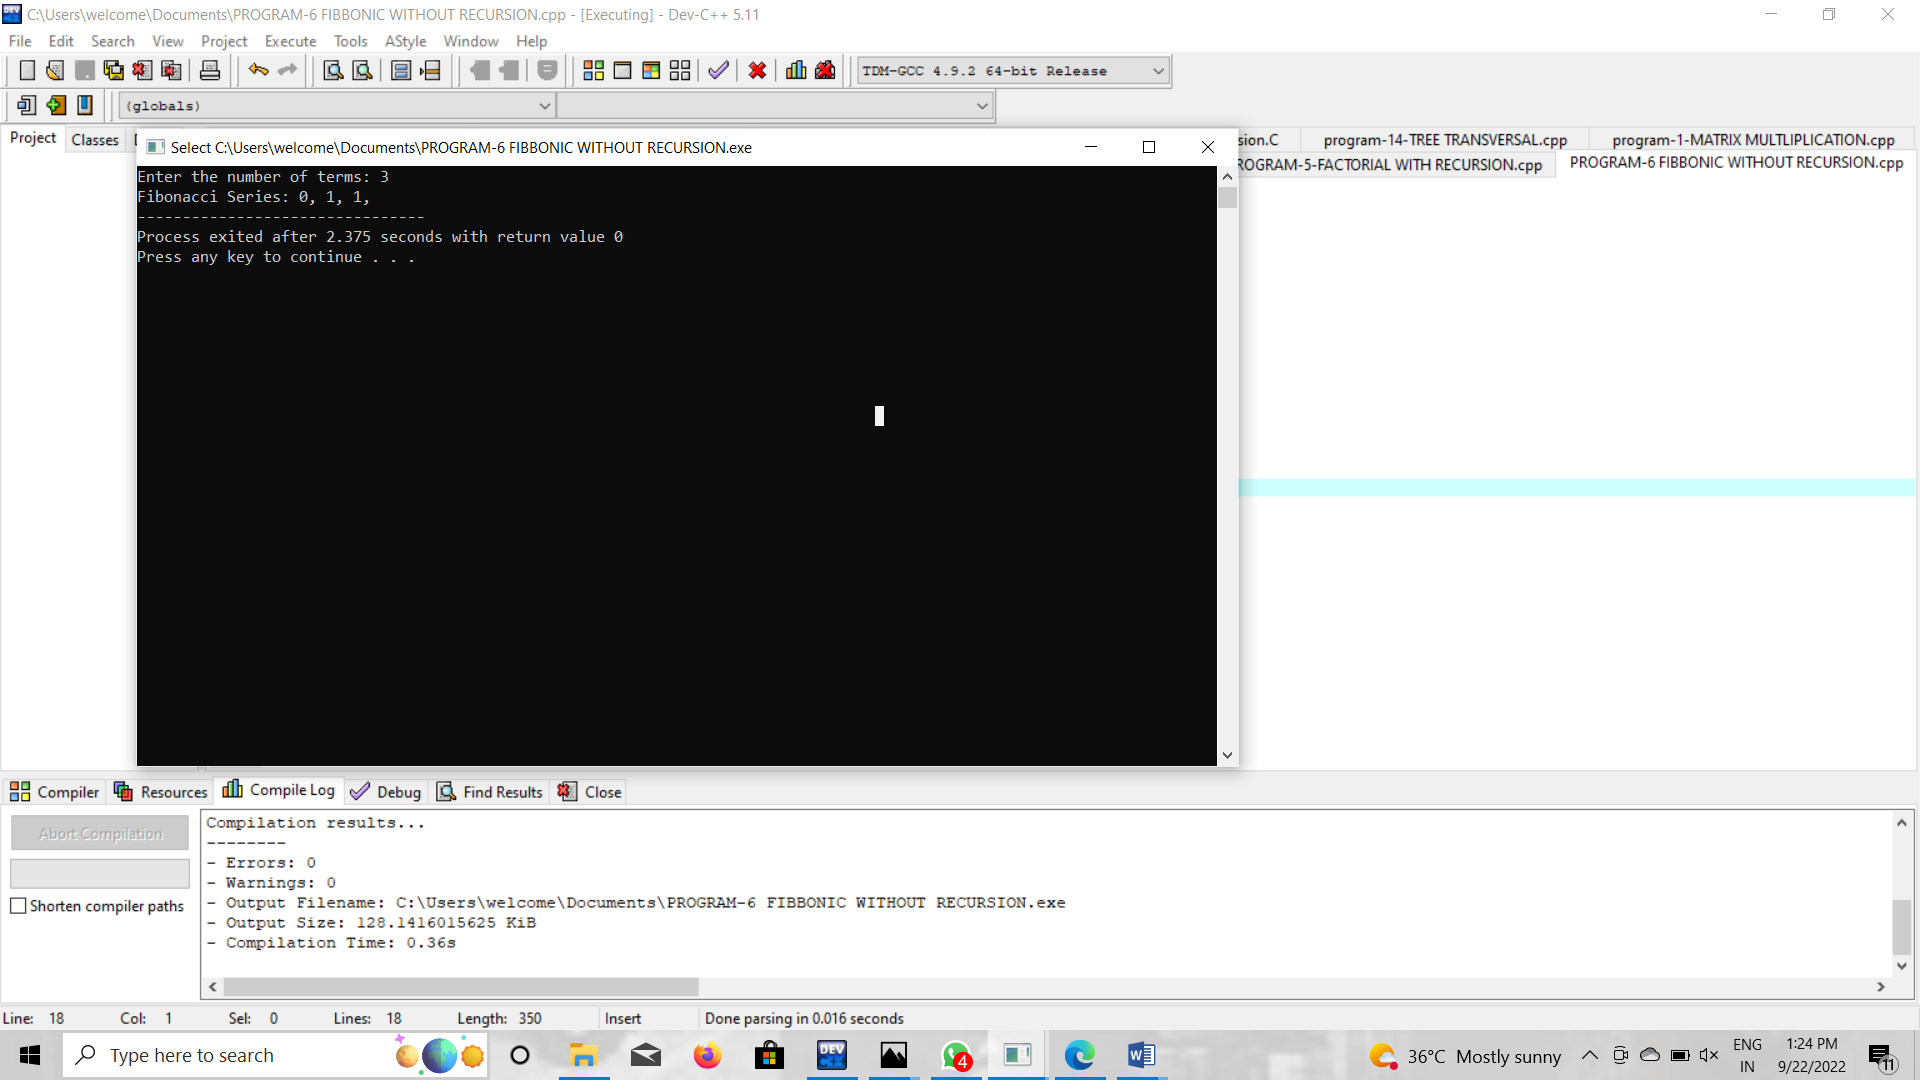 C:\Users\welcome\Documents\PROGRAM-6 FIBBONIC WITHOUT RECURSION.cpp - [Executing] - Dev-C++ 5.11
File Edit Search View Project Execute Tools AStyle Window Help
TDM-GCC 4.9.2 64-bit Release
(globals)
Project Classes
sion.C program-14-TREE TRANSVERSAL.cpp program-1-MATRIX MULTLIPLICATION.cpp
ROGRAM-5-FACTORIAL WITH RECURSION.cpp PROGRAM-6 FIBBONIC WITHOUT RECURSION.cpp
Select C:\Users\welcome\Documents\PROGRAM-6 FIBBONIC WITHOUT RECURSION.exe
Enter the number of terms: 3
Fibonacci Series: 0, 1, 1,
--------------------------------
Process exited after 2.375 seconds with return value 0
Press any key to continue . . .
Compiler Resources Compile Log Debug Find Results Close
Abort Compilation
Shorten compiler paths
Compilation results...
--------
- Errors: 0
- Warnings: 0
- Output Filename: C:\Users\welcome\Documents\PROGRAM-6 FIBBONIC WITHOUT RECURSION.exe
- Output Size: 128.1416015625 KiB
- Compilation Time: 0.36s
Line: 18 Col: 1 Sel: 0 Lines: 18 Length: 350 Insert Done parsing in 0.016 seconds
Type here to search
DEV
4
36°C Mostly sunny
ENG
IN
1:24 PM
9/22/2022
11